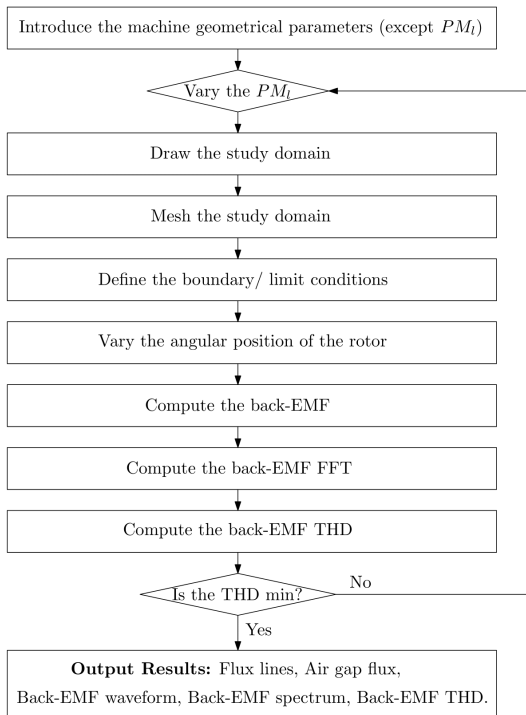 Introduce the machine geometrical parameters (except PMl)
Vary the PMl
Draw the study domain
Mesh the study domain
Define the boundary/ limit conditions
Vary the angular position of the rotor
Compute the back-EMF
Compute the back-EMF FFT
Compute the back-EMF THD
Is the THD min?
No
Yes
Output Results: Flux lines, Air gap flux,
Back-EMF waveform, Back-EMF spectrum, Back-EMF THD.